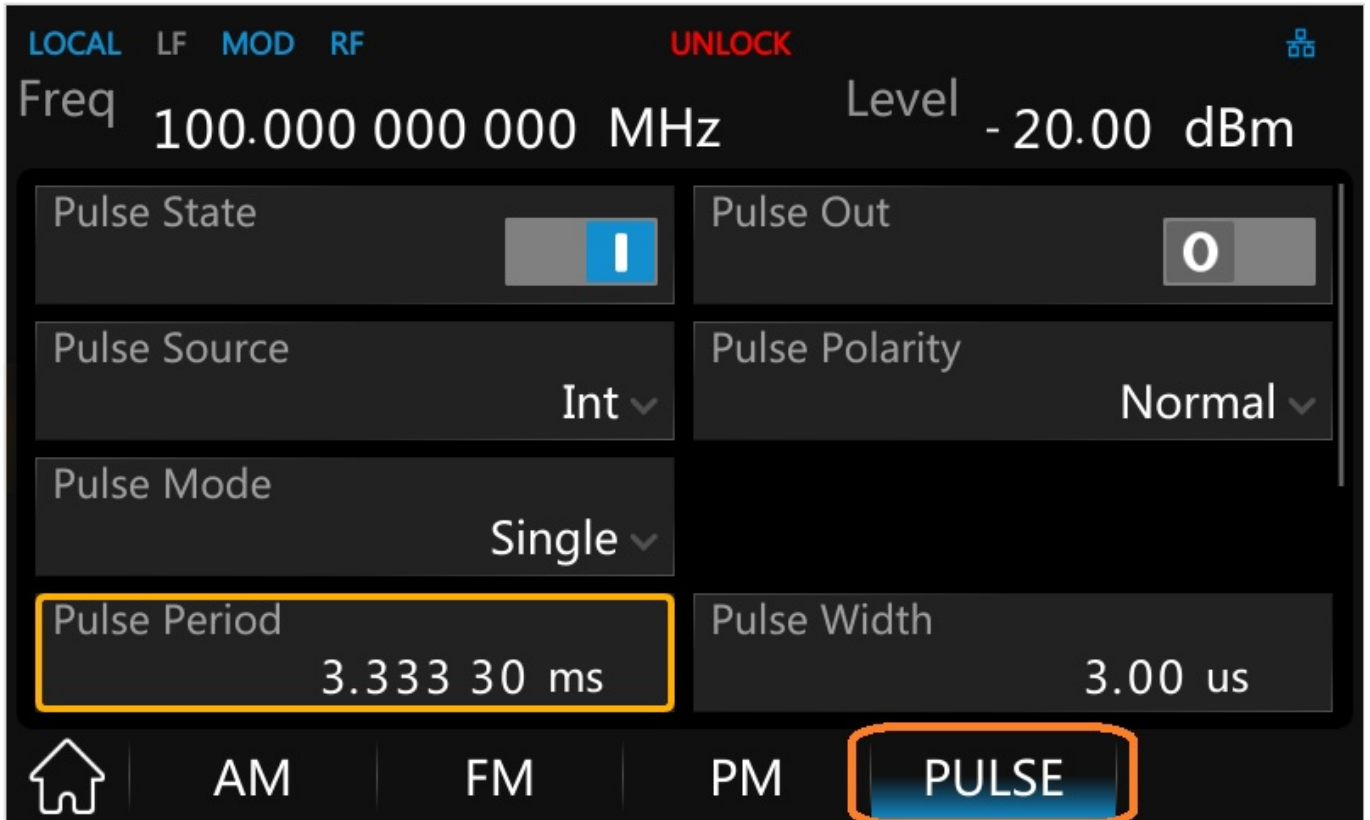 LOCAL LF MOD RF UNLOCK
Freq 100.000 000 000 MHz Level -20.00 dBm
Pulse State
I
Pulse Out
O
Pulse Source
Int
Pulse Polarity
Normal
Pulse Mode
Single
Pulse Period
3.333 30 ms
Pulse Width
3.00 us
AM FM PM PULSE